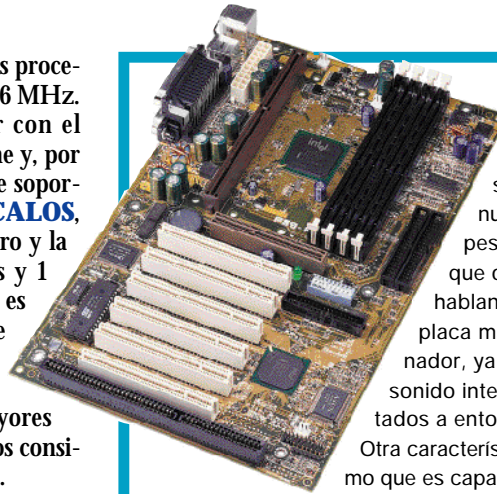 s proce-
6 MHz.
r con el
ne y, por
e sopor-
CALOS,
ro y la
s y 1
es
e
yores
os consi-
.
s
nu
pes
que d
hablan
placa m
nador, ya
sonido inte
tados a ento
Otra caracterís
mo que es capa
intel